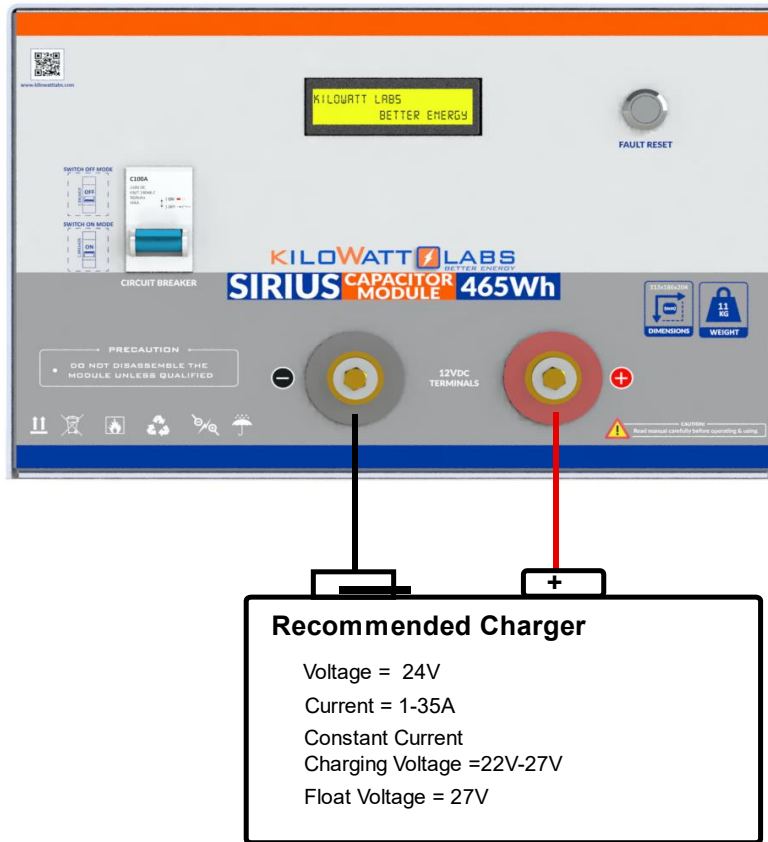 www.kilowattlabs.com
KILOWATT LABS
BETTER ENERGY
FAULT RESET
SWITCH OFF MODE
OFF
SWITCH ON MODE
ON
C100A
CIRCUIT BREAKER
KILOWATT LABS
BETTER ENERGY
SIRIUS CAPACITOR MODULE 465Wh
315x186x204
DIMENSIONS
11
KG
WEIGHT
PRECAUTION
• DO NOT DISASSEMBLE THE
MODULE UNLESS QUALIFIED
−
12VDC
TERMINALS
+
CAUTION:
Read manual carefully before operating & using
+
Recommended Charger
Voltage = 24V
Current = 1-35A
Constant Current
Charging Voltage =22V-27V
Float Voltage = 27V